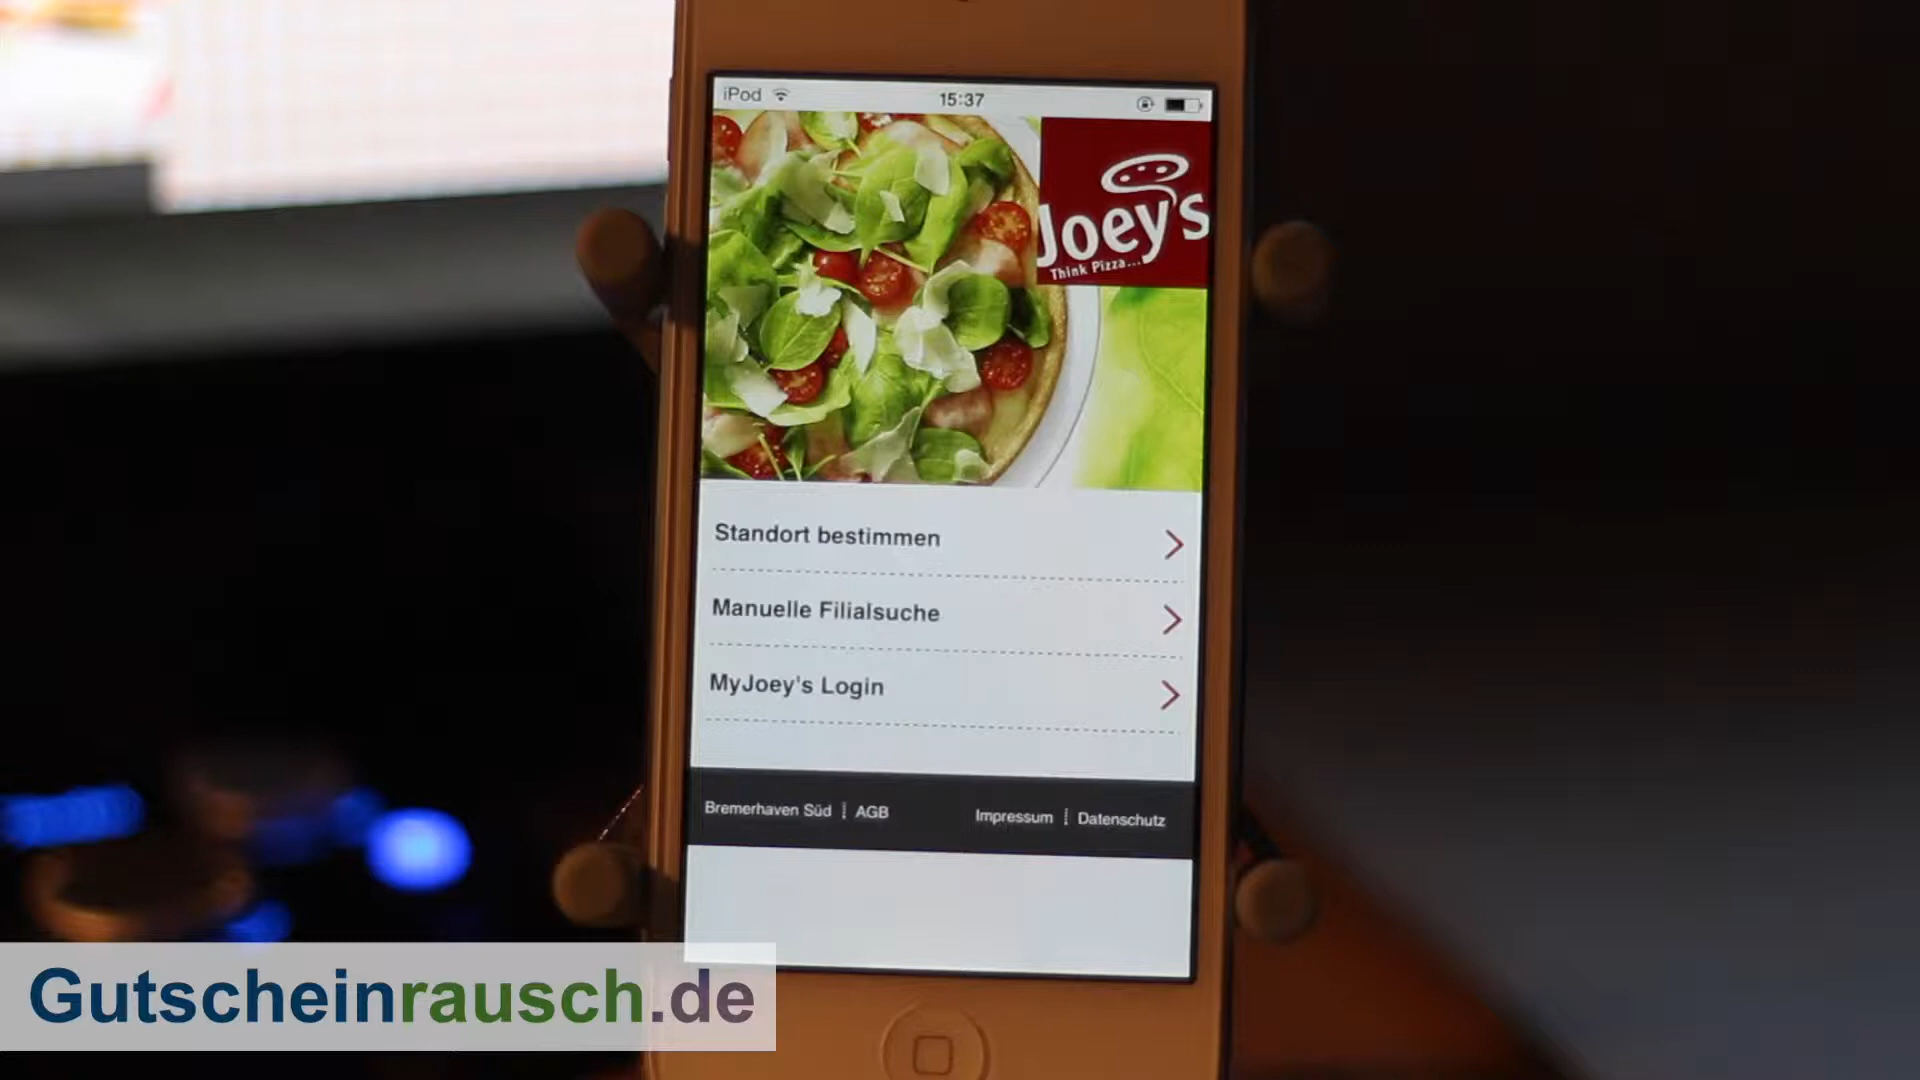 iPod 15:37
Joey's
Think Pizza...
Standort bestimmen
Manuelle Filialsuche
MyJoey's Login
Bremerhaven Süd ¦ AGB Impressum ¦ Datenschutz
Gutscheinrausch.de